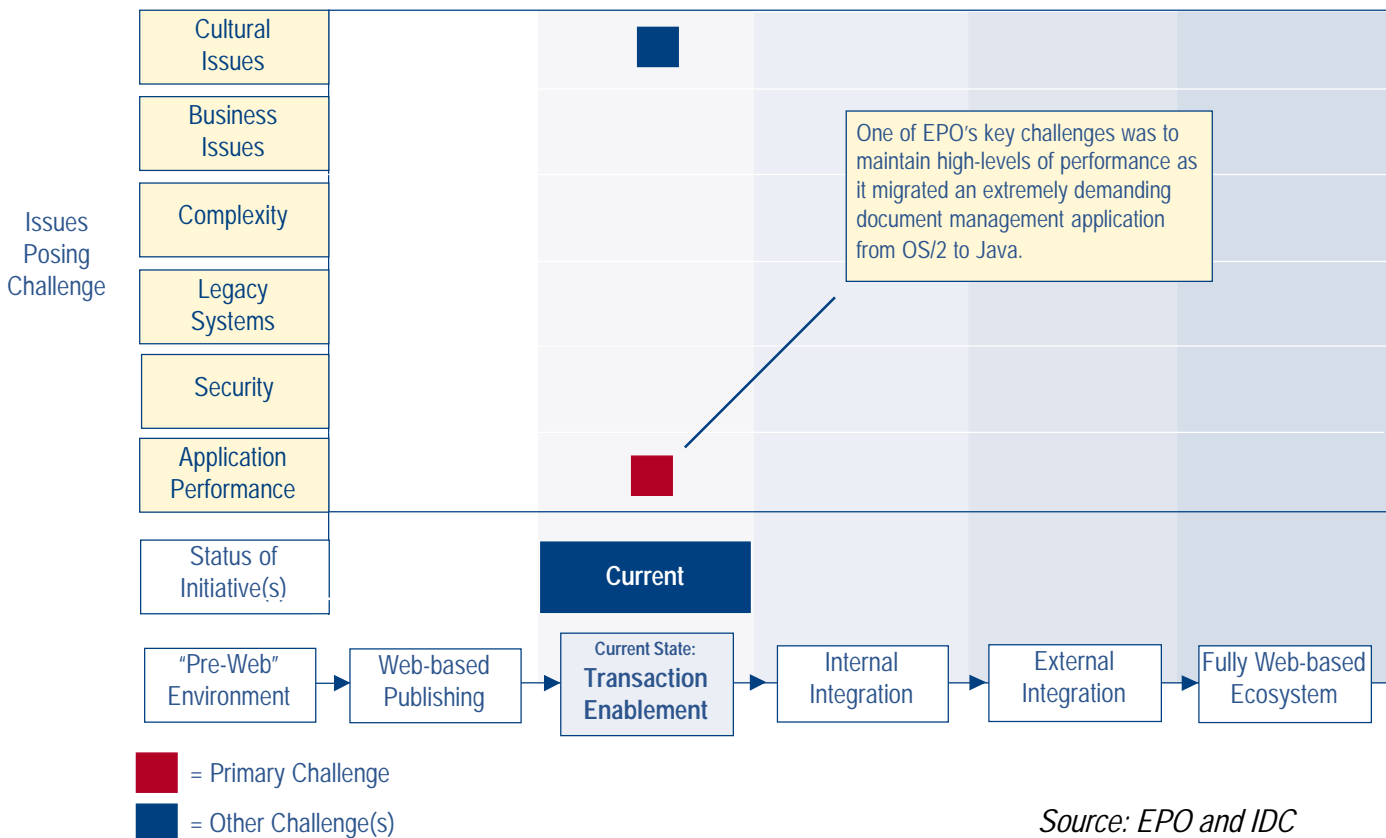 Cultural
Issues
Business
Issues
One of EPO's key challenges was to
maintain high-levels of performance as
it migrated an extremely demanding
document management application
from OS/2 to Java.
Issues
Posing
Challenge
Complexity
Legacy
Systems
Security
Application
Performance
Status of
Initiative(s)
Current
"Pre-Web"
Environment
Web-based
Publishing
Current State:
Transaction
Enablement
Internal
Integration
External
Integration
Fully Web-based
Ecosystem
= Primary Challenge
= Other Challenge(s)
Source: EPO and IDC